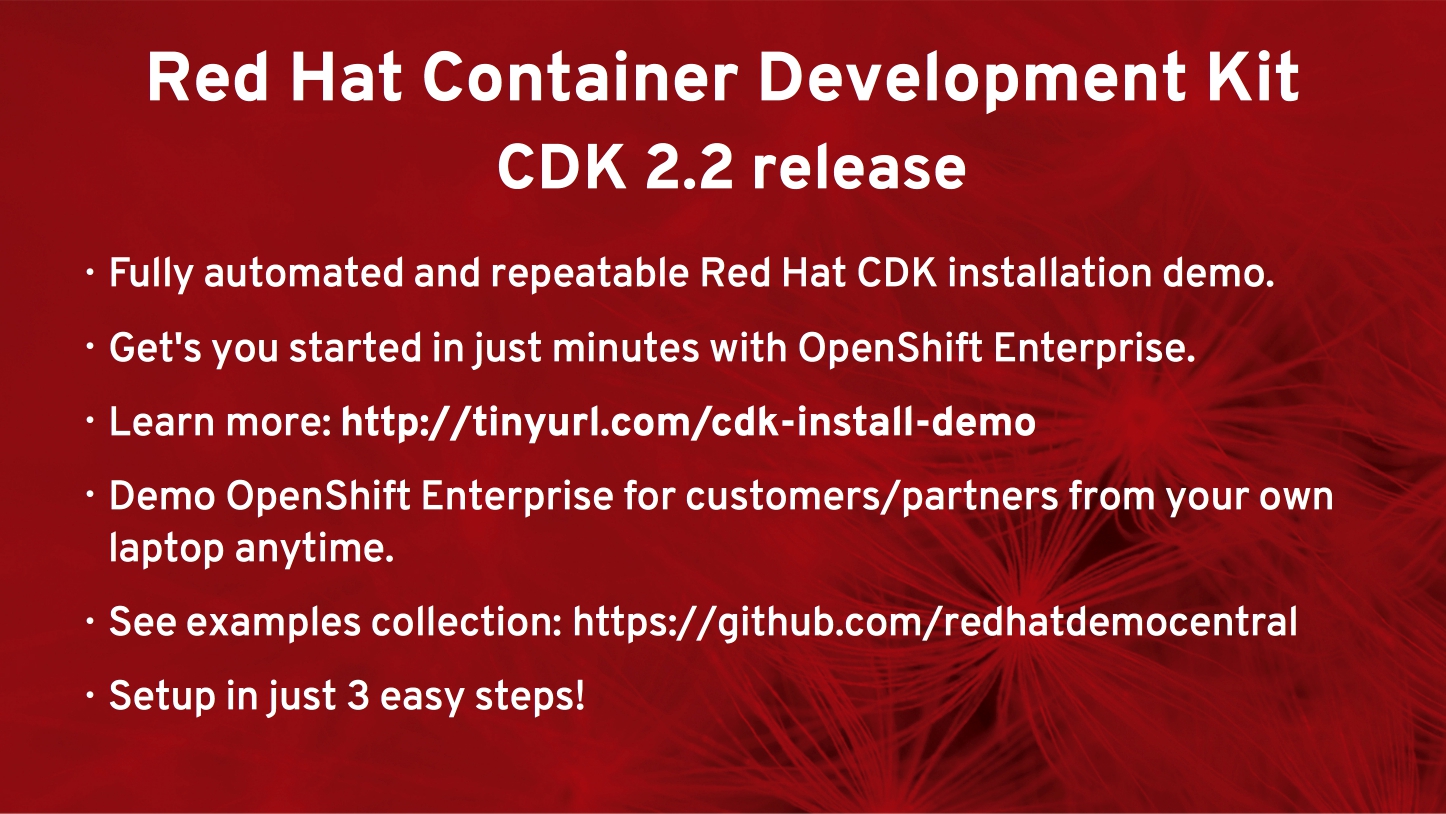 Red Hat Container Development Kit
CDK 2.2 release
· Fully automated and repeatable Red Hat CDK installation demo.
· Get's you started in just minutes with OpenShift Enterprise.
· Learn more: http://tinyurl.com/cdk-install-demo
· Demo OpenShift Enterprise for customers/partners from your own
laptop anytime.
· See examples collection: https://github.com/redhatdemocentral
· Setup in just 3 easy steps!